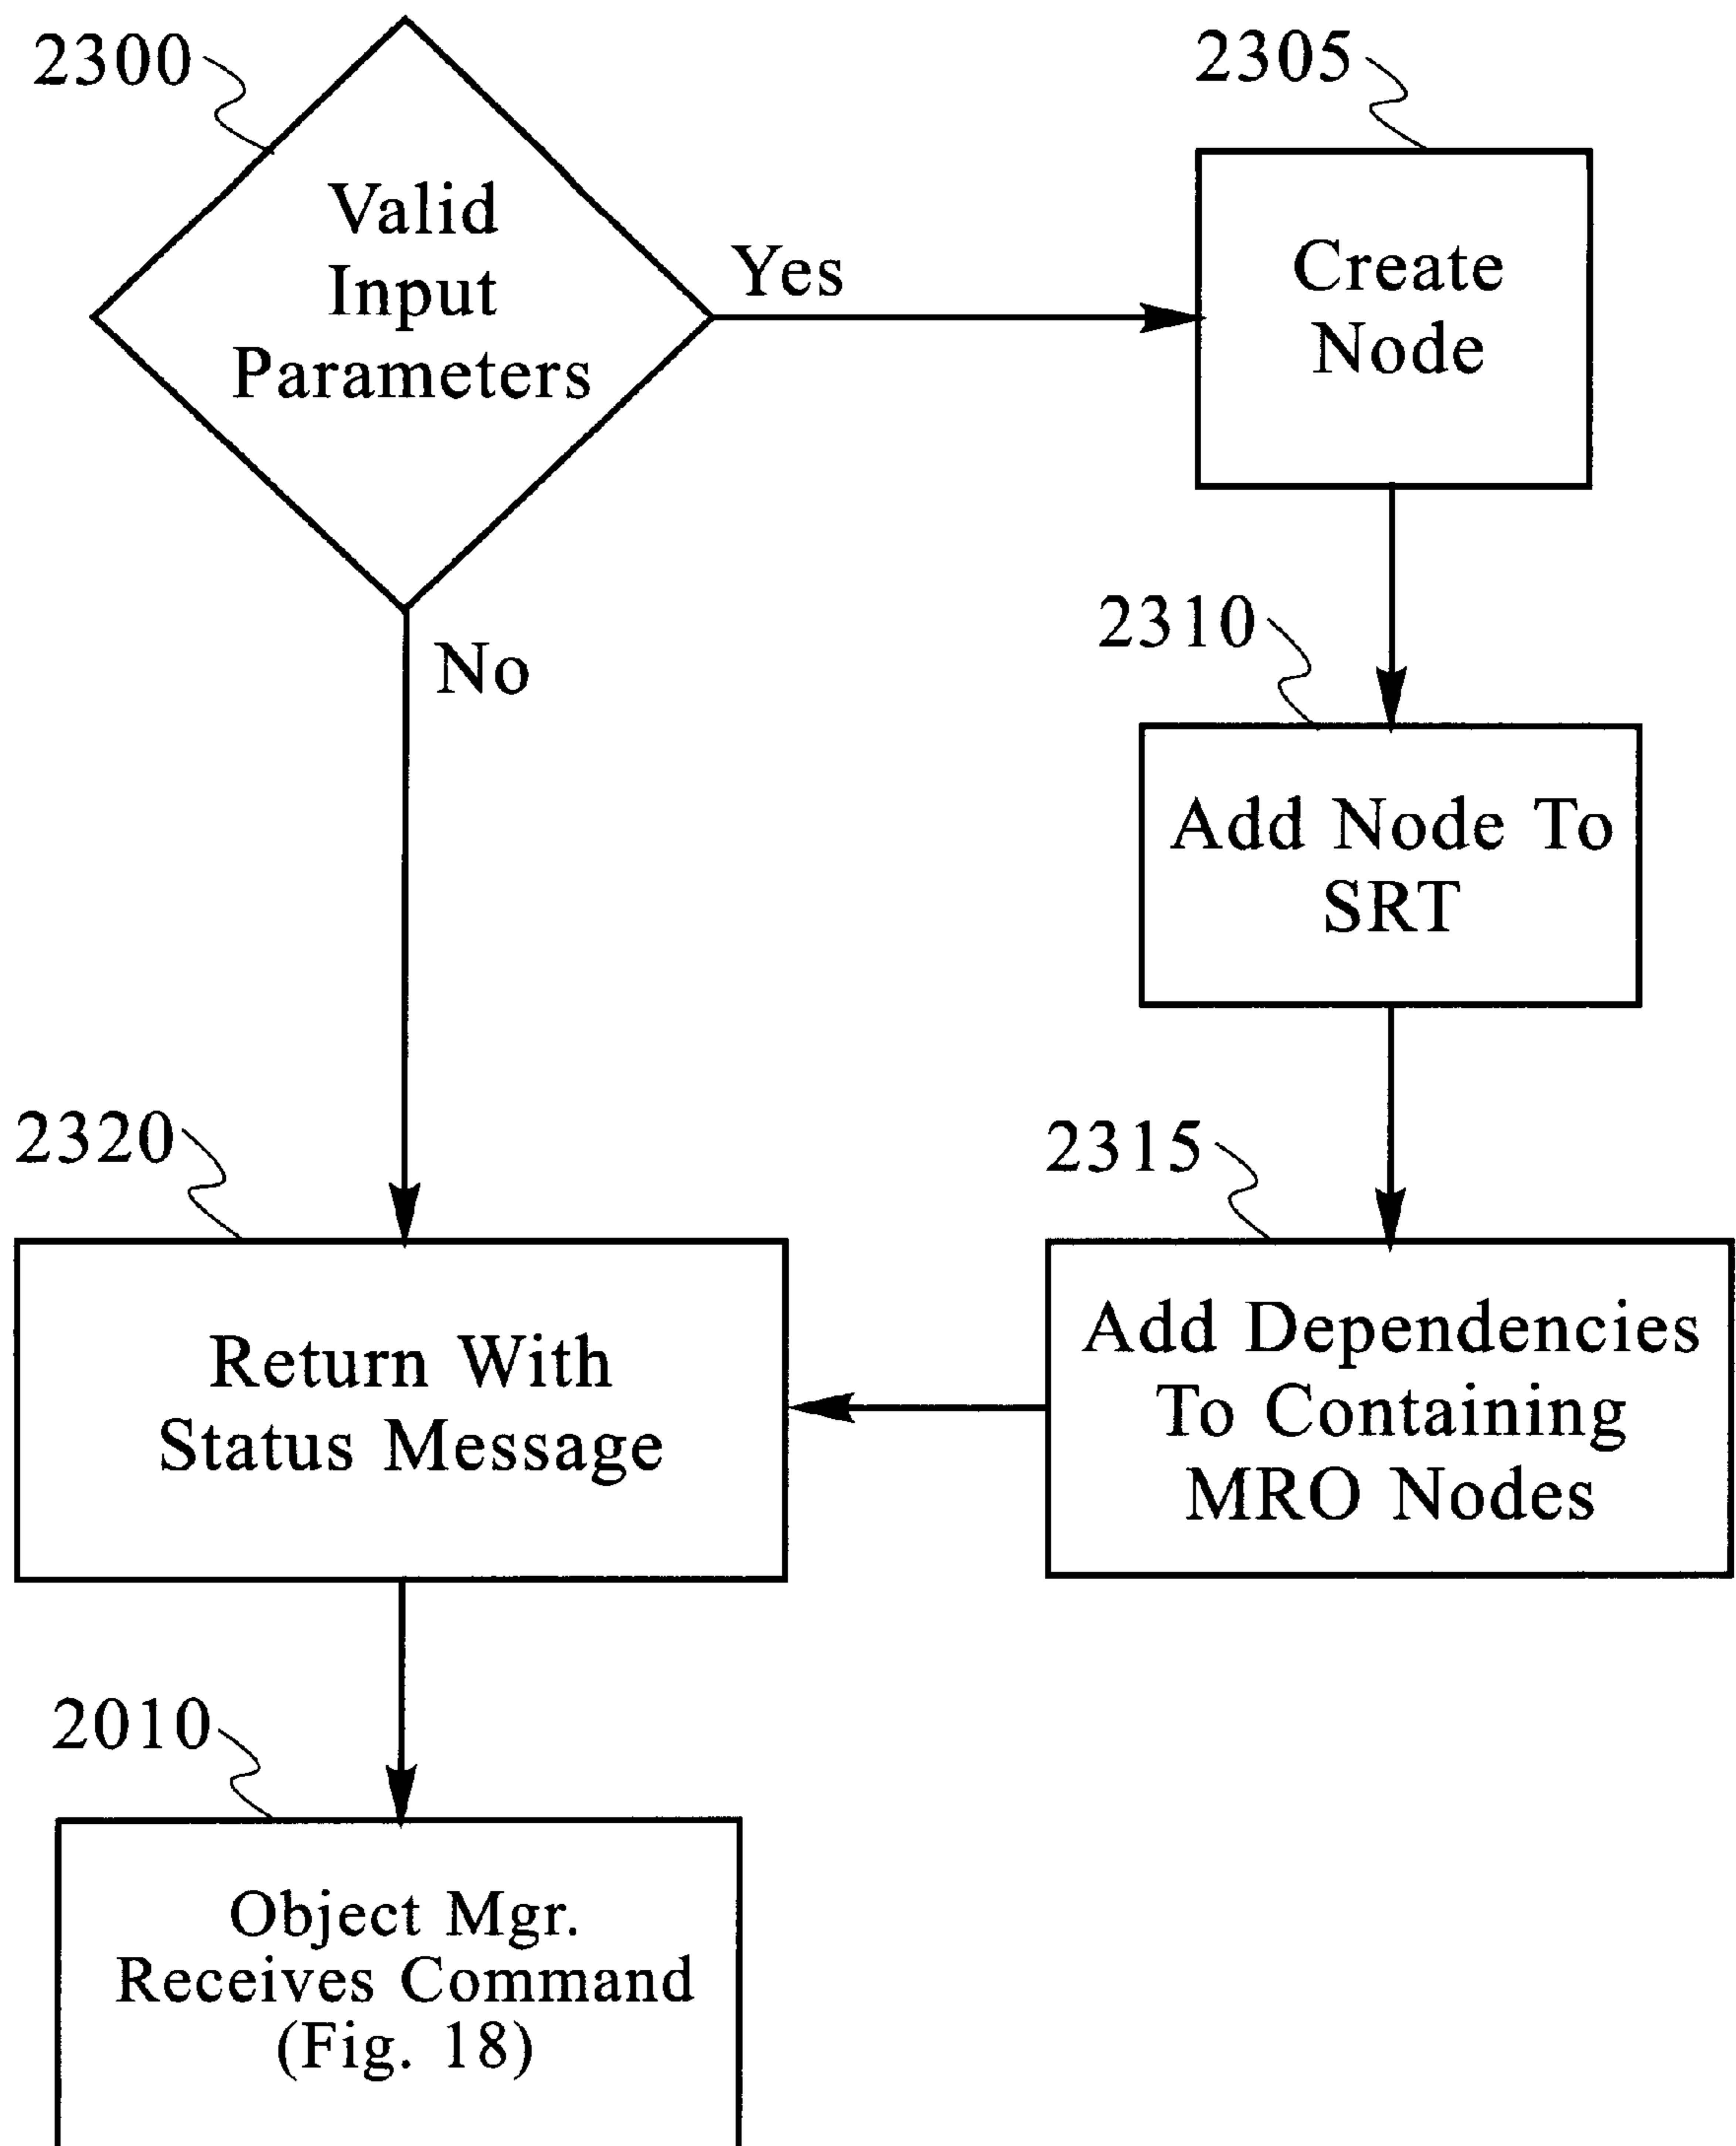 2300
Valid
Input
Parameters
Yes
2305
Create
Node
No
2310
Add Node To
SRT
2315
Add Dependencies
To Containing
MRO Nodes
2320
Return With
Status Message
2010
Object Mgr.
Receives Command
(Fig. 18)